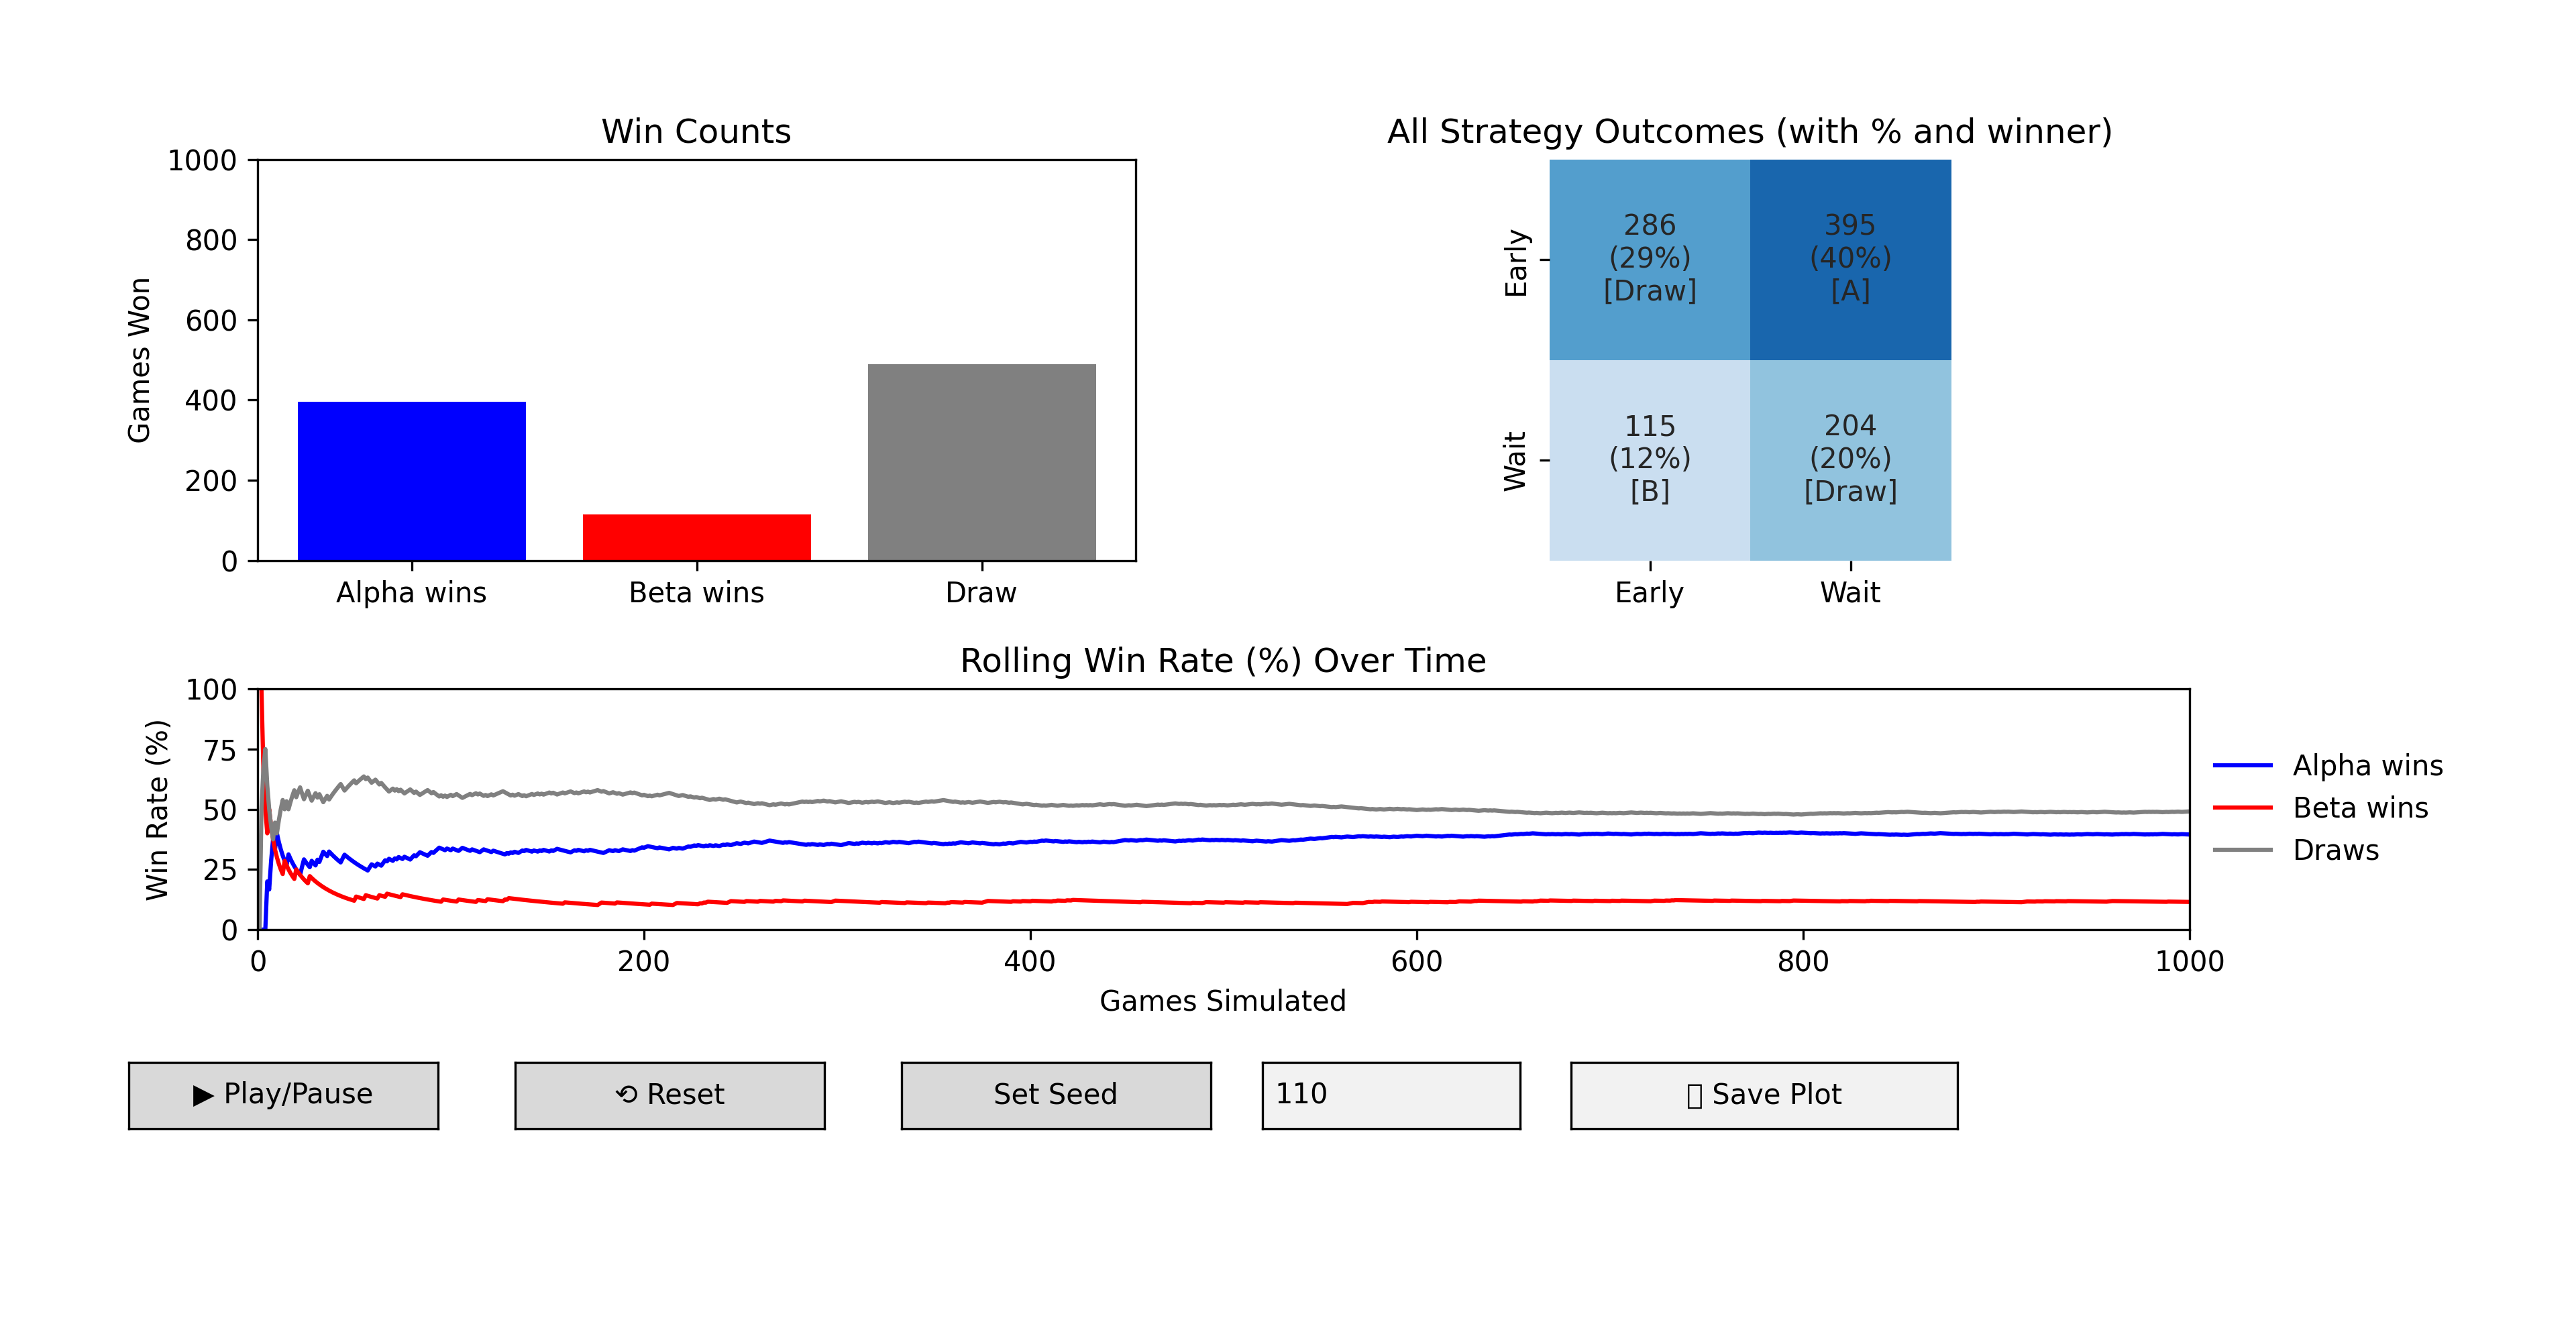 Win Counts
1000
800
600
400
200
0
Games Won
Alpha wins
Beta wins
Draw
All Strategy Outcomes (with % and winner)
Early
Wait
286
(29%)
[Draw]
395
(40%)
[A]
115
(12%)
[B]
204
(20%)
[Draw]
Early
Wait
Rolling Win Rate (%) Over Time
100
75
50
25
0
Win Rate (%)
0
200
400
600
800
1000
Games Simulated
Alpha wins
Beta wins
Draws
▶ Play/Pause
⟲ Reset
Set Seed
110
Save Plot